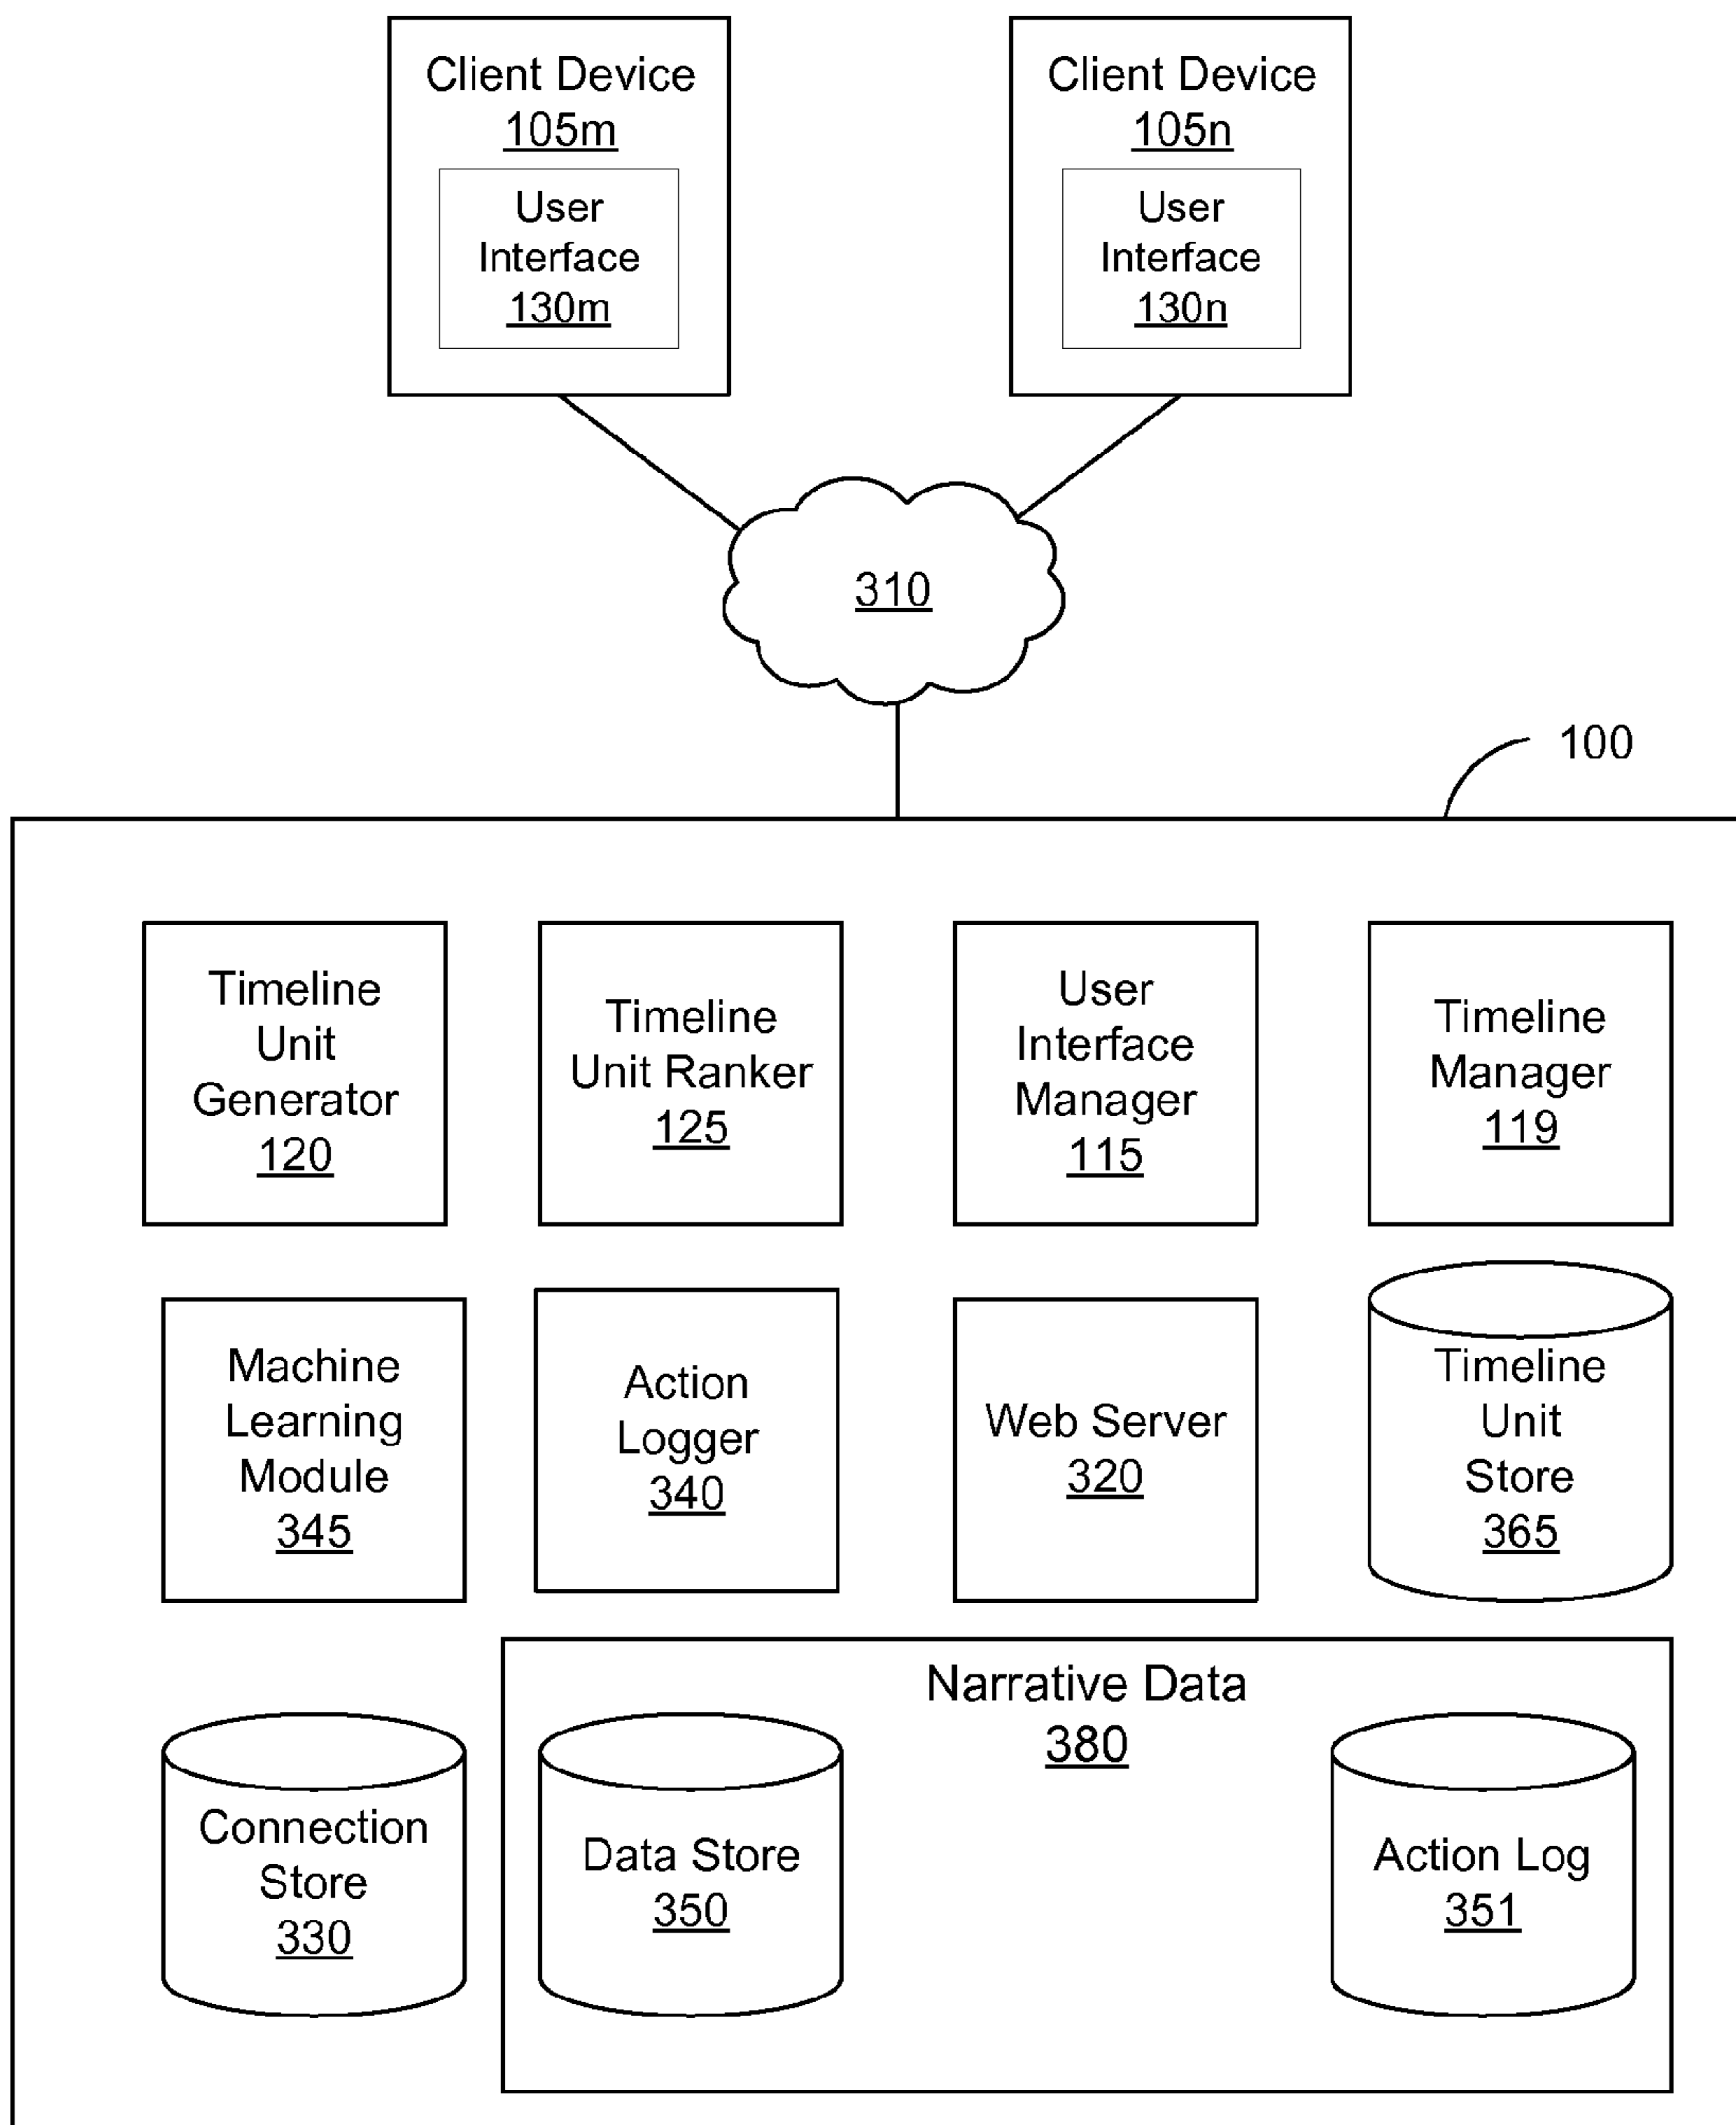 Client Device
105m
User
Interface
130m
Client Device
105n
User
Interface
130n
310
100
Timeline
Unit
Generator
120
Timeline
Unit Ranker
125
User
Interface
Manager
115
Timeline
Manager
119
Machine
Learning
Module
345
Action
Logger
340
Web Server
320
Timeline
Unit
Store
365
Narrative Data
380
Connection
Store
330
Data Store
350
Action Log
351